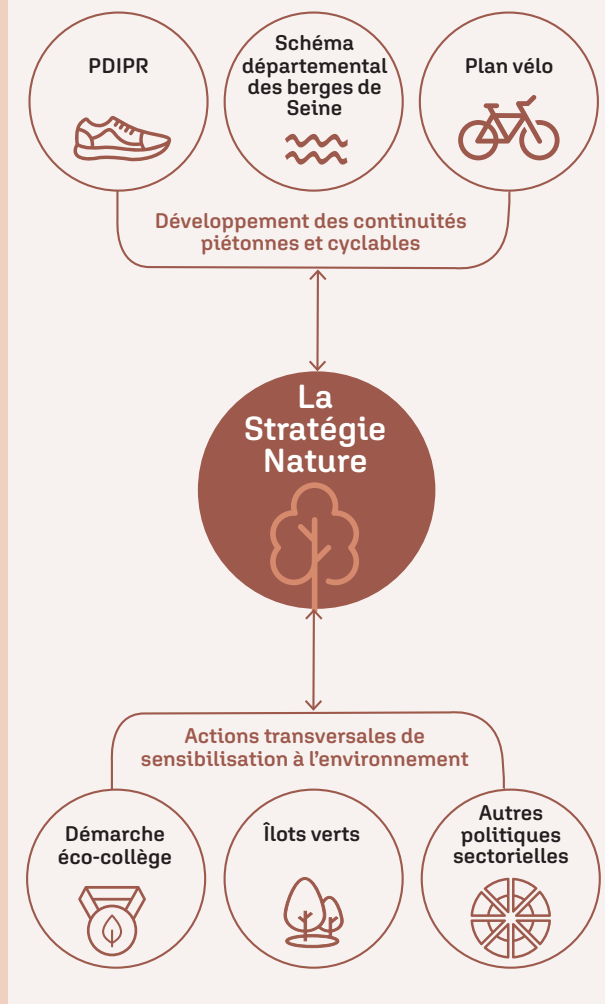 PDIPR
Schéma
départemental
des berges de
Seine
Plan vélo
Développement des continuités
piétonnes et cyclables
La
Stratégie
Nature
Actions transversales de
sensibilisation à l’environnement
Démarche
éco-collège
Îlots verts
Autres
politiques
sectorielles